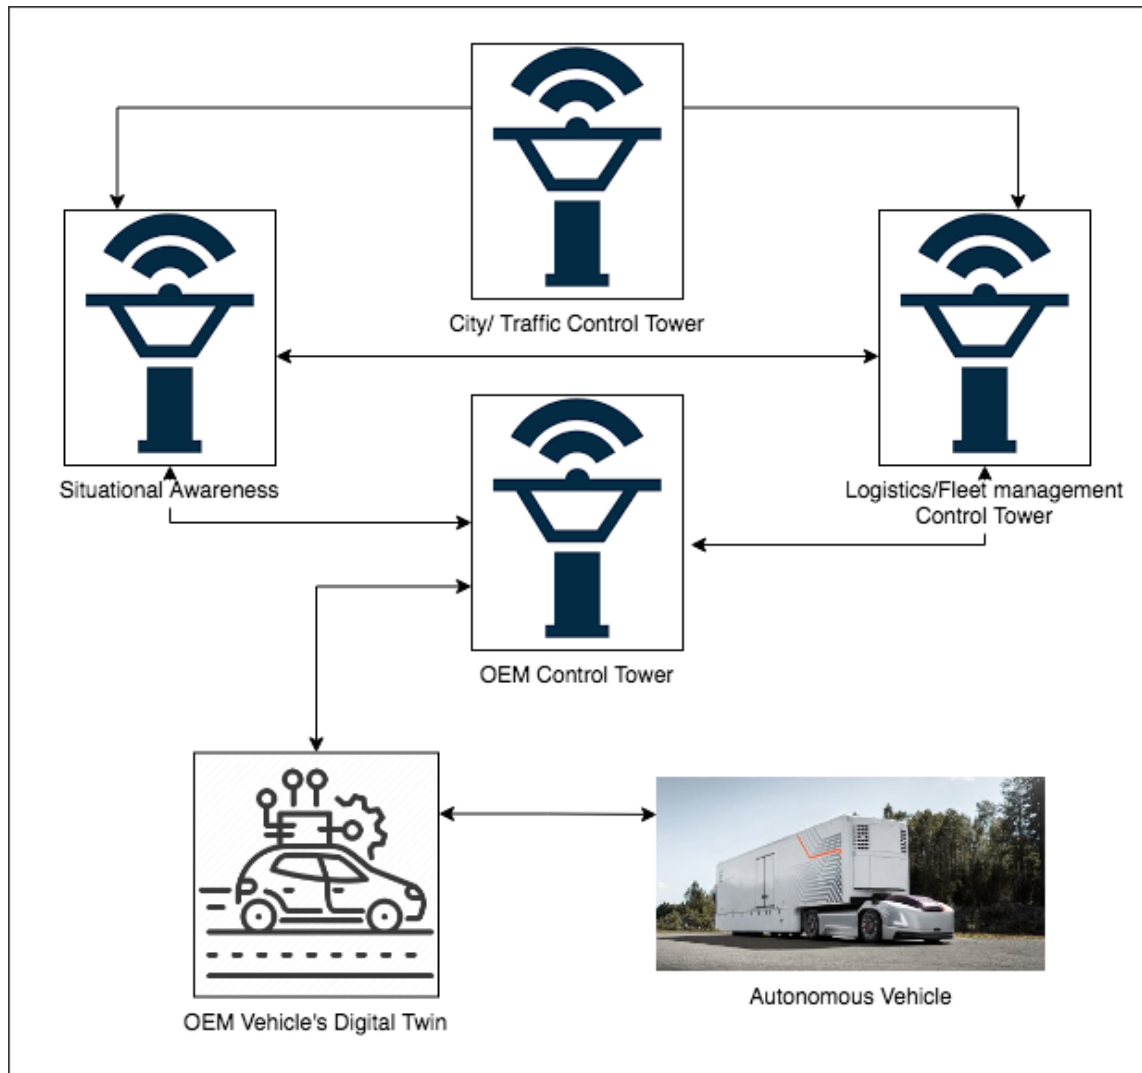 City/ Traffic Control Tower
Situational Awareness
Logistics/Fleet management
Control Tower
OEM Control Tower
OEM Vehicle's Digital Twin
Autonomous Vehicle